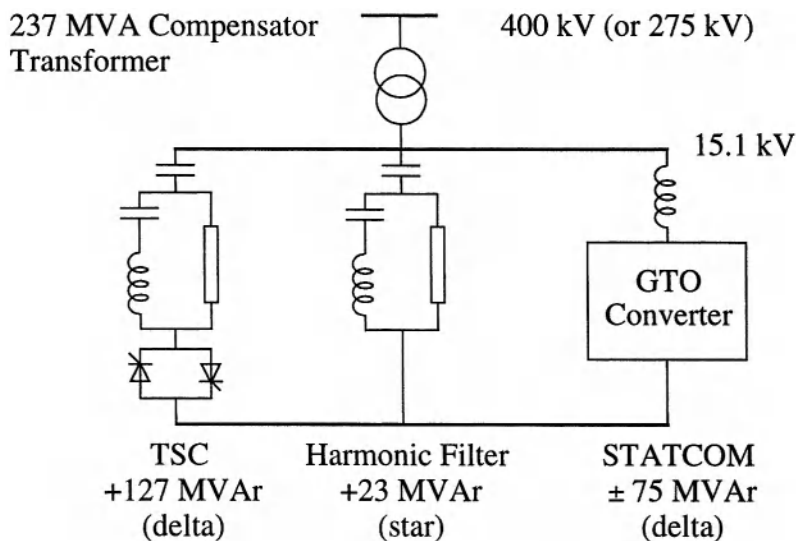 237 MVA Compensator
Transformer
400 kV (or 275 kV)
15.1 kV
GTO
Converter
TSC
+127 MVAr
(delta)
Harmonic Filter
+23 MVAr
(star)
STATCOM
± 75 MVAr
(delta)